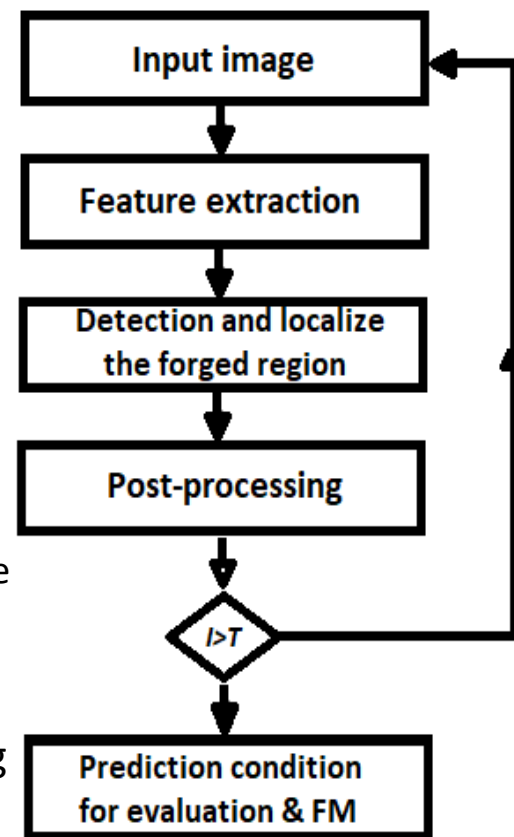 Input image
Feature extraction
Detection and localize
the forged region
Post-processing
e
I>T
g
Prediction condition
for evaluation & FM